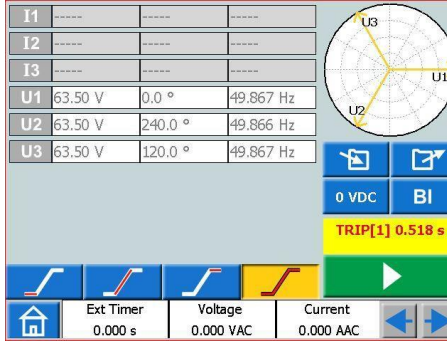 I1 ----- ----- -----
I2 ----- ----- -----
I3 ----- ----- -----
U1 63.50 V 0.0 ° 49.867 Hz
U2 63.50 V 240.0 ° 49.866 Hz
U3 63.50 V 120.0 ° 49.867 Hz
U3
U1
U2
0 VDC BI
TRIP[1] 0.518 s
Ext Timer Voltage Current
0.000 s 0.000 VAC 0.000 AAC